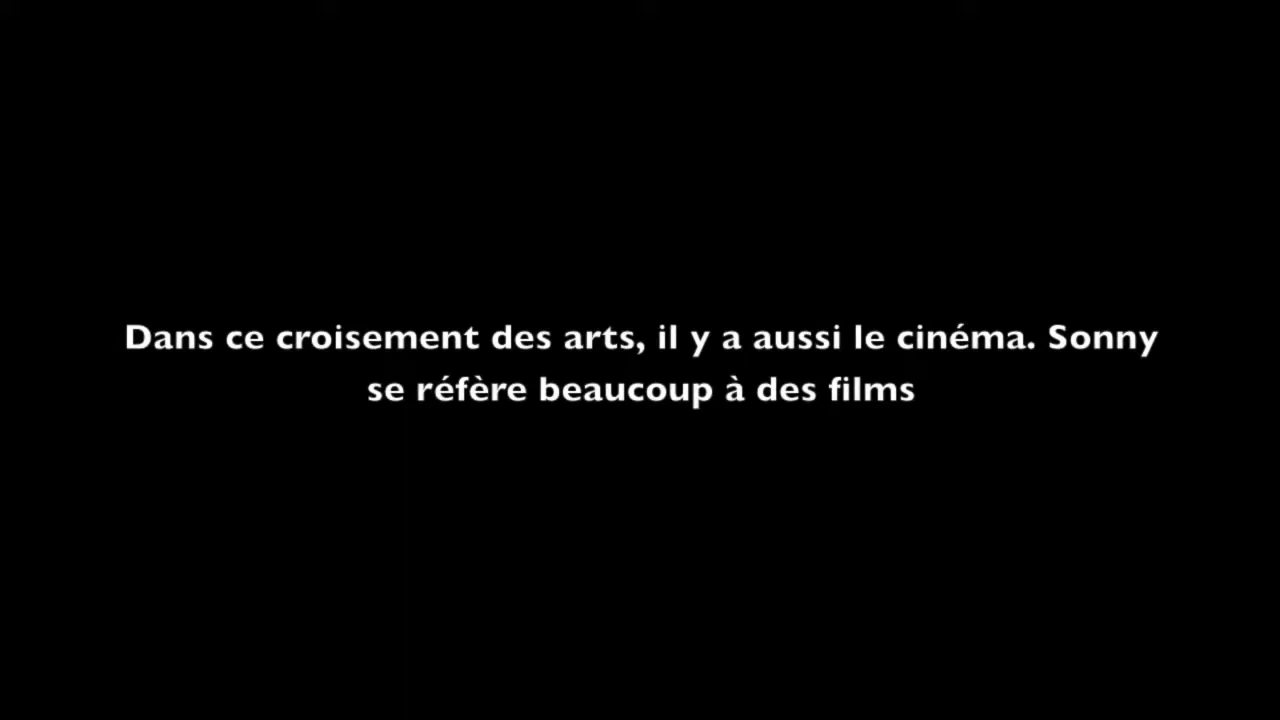 Dans ce croisement des arts, il y a aussi le cinéma. Sonny
se réfère beaucoup à des films